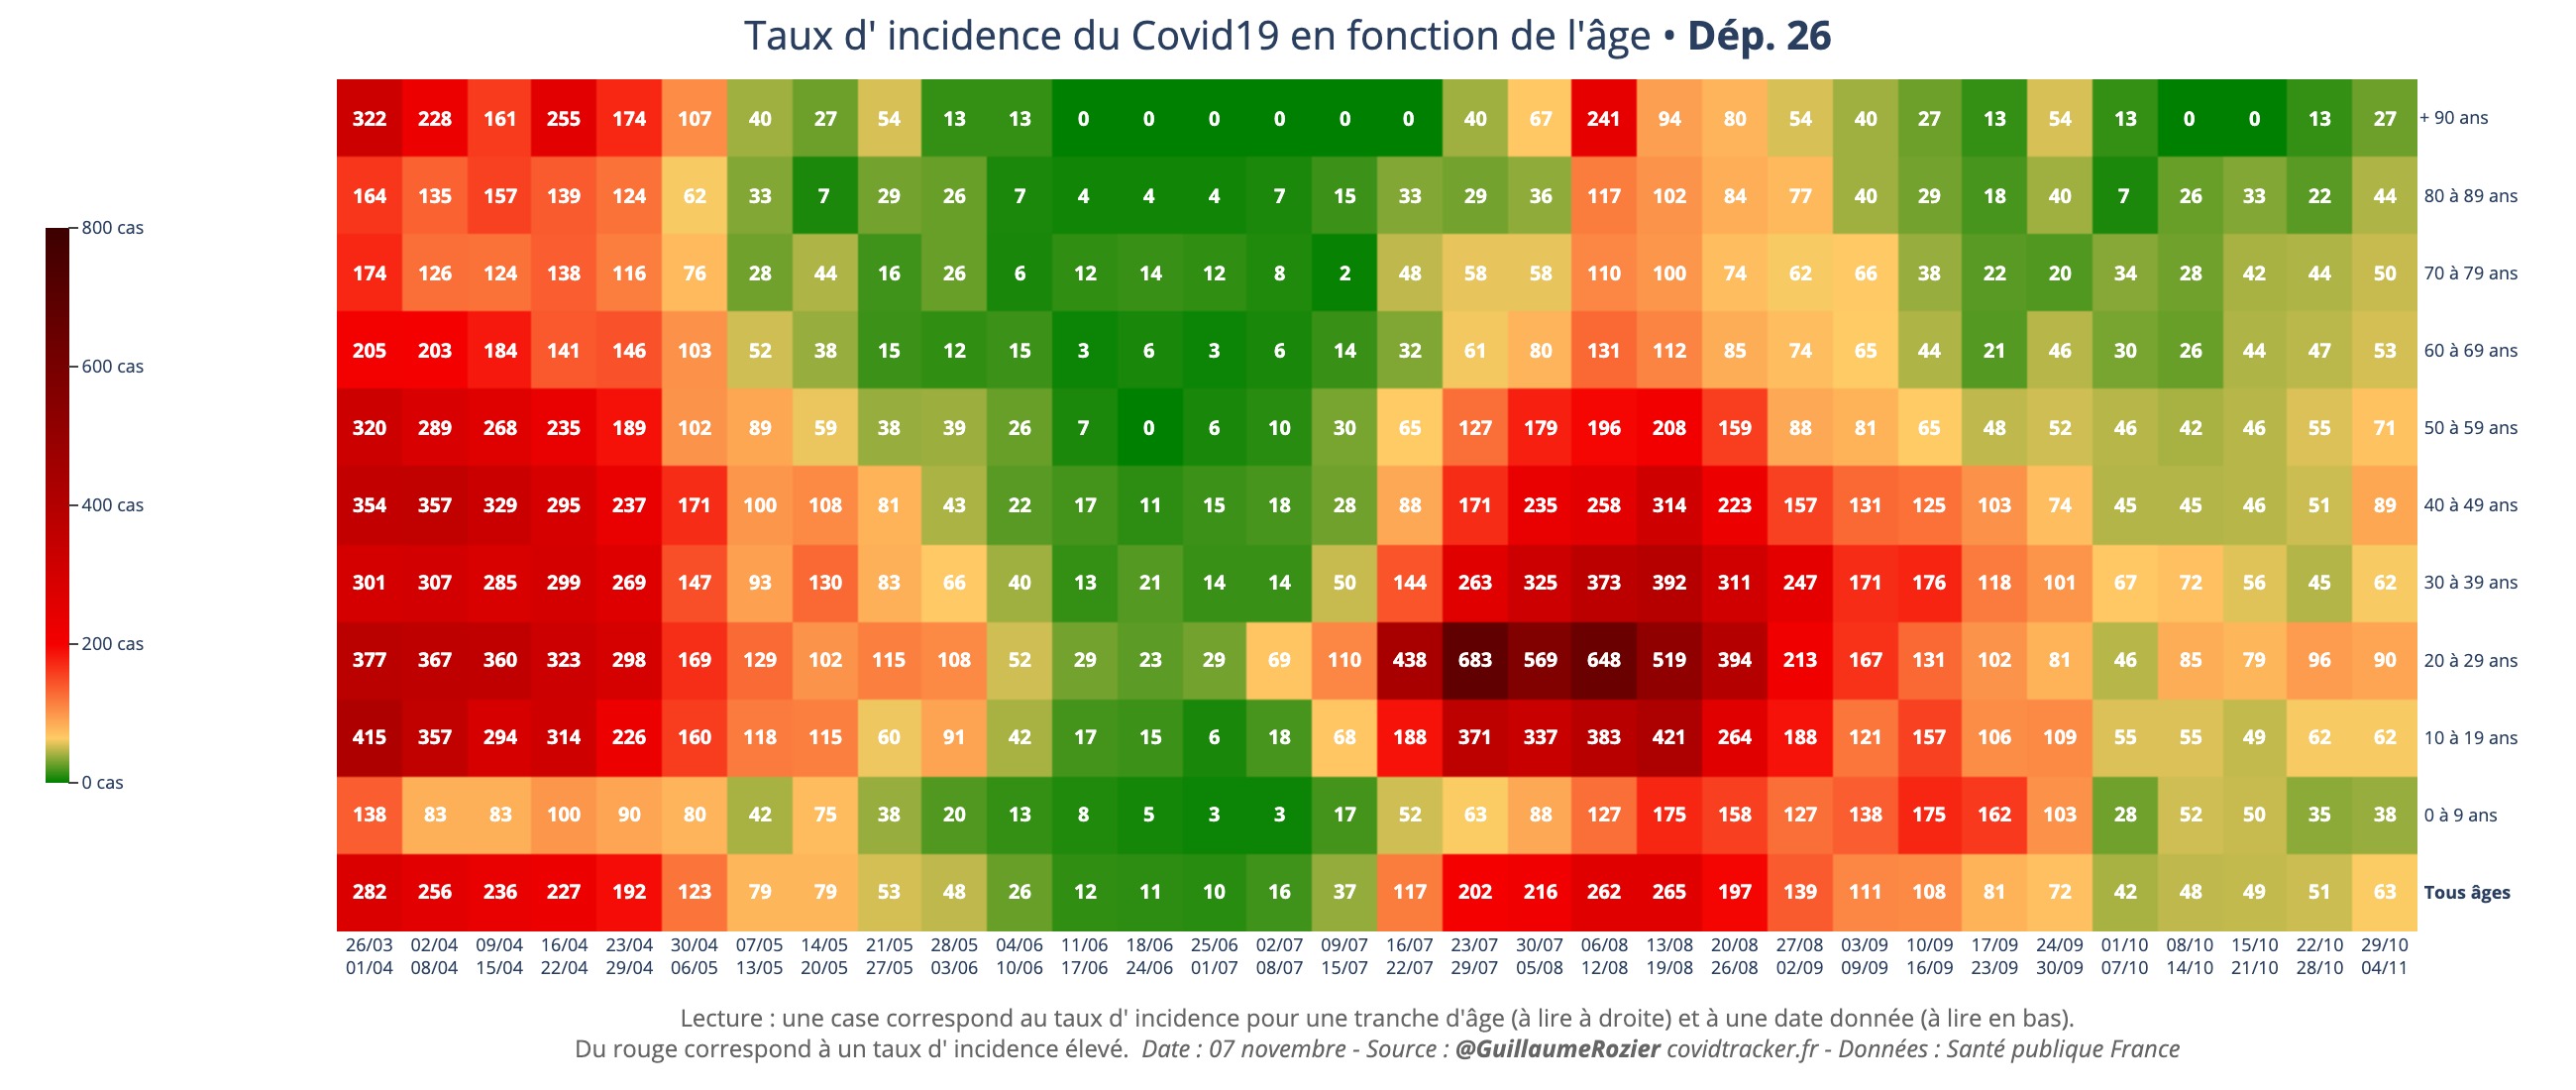 Taux d' incidence du Covid19 en fonction de l'âge • Dép. 26
800 cas
600 cas
400 cas
200 cas
0 cas
322 228 161 255 174 107 40 27 54 13 13 0 0 0 0 0 0 40 67 241 94 80 54 40 27 13 54 13 0 0 13 27 + 90 ans
164 135 157 139 124 62 33 7 29 26 7 4 4 4 7 15 33 29 36 117 102 84 77 40 29 18 40 7 26 33 22 44 80 à 89 ans
174 126 124 138 116 76 28 44 16 26 6 12 14 12 8 2 48 58 58 110 100 74 62 66 38 22 20 34 28 42 44 50 70 à 79 ans
205 203 184 141 146 103 52 38 15 12 15 3 6 3 6 14 32 61 80 131 112 85 74 65 44 21 46 30 26 44 47 53 60 à 69 ans
320 289 268 235 189 102 89 59 38 39 26 7 0 6 10 30 65 127 179 196 208 159 88 81 65 48 52 46 42 46 55 71 50 à 59 ans
354 357 329 295 237 171 100 108 81 43 22 17 11 15 18 28 88 171 235 258 314 223 157 131 125 103 74 45 45 46 51 89 40 à 49 ans
301 307 285 299 269 147 93 130 83 66 40 13 21 14 14 50 144 263 325 373 392 311 247 171 176 118 101 67 72 56 45 62 30 à 39 ans
377 367 360 323 298 169 129 102 115 108 52 29 23 29 69 110 438 683 569 648 519 394 213 167 131 102 81 46 85 79 96 90 20 à 29 ans
415 357 294 314 226 160 118 115 60 91 42 17 15 6 18 68 188 371 337 383 421 264 188 121 157 106 109 55 55 49 62 62 10 à 19 ans
138 83 83 100 90 80 42 75 38 20 13 8 5 3 3 17 52 63 88 127 175 158 127 138 175 162 103 28 52 50 35 38 0 à 9 ans
282 256 236 227 192 123 79 79 53 48 26 12 11 10 16 37 117 202 216 262 265 197 139 111 108 81 72 42 48 49 51 63 Tous âges
26/03 02/04 09/04 16/04 23/04 30/04 07/05 14/05 21/05 28/05 04/06 11/06 18/06 25/06 02/07 09/07 16/07 23/07 30/07 06/08 13/08 20/08 27/08 03/09 10/09 17/09 24/09 01/10 08/10 15/10 22/10 29/10
01/04 08/04 15/04 22/04 29/04 06/05 13/05 20/05 27/05 03/06 10/06 17/06 24/06 01/07 08/07 15/07 22/07 29/07 05/08 12/08 19/08 26/08 02/09 09/09 16/09 23/09 30/09 07/10 14/10 21/10 28/10 04/11
Lecture : une case correspond au taux d' incidence pour une tranche d'âge (à lire à droite) et à une date donnée (à lire en bas).
Du rouge correspond à un taux d' incidence élevé. Date : 07 novembre - Source : @GuillaumeRozier covidtracker.fr - Données : Santé publique France